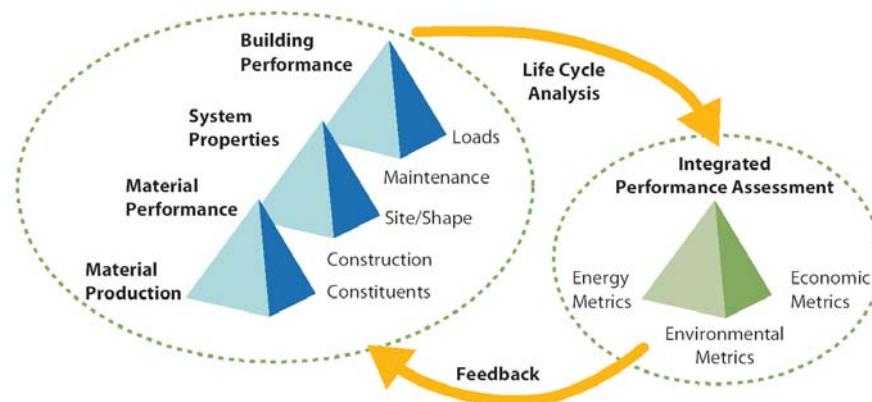 Building
Performance
System
Properties
Material
Performance
Material
Production
Loads
Maintenance
Site/Shape
Construction
Constituents
Life Cycle
Analysis
Integrated
Performance Assessment
Energy
Metrics
Economic
Metrics
Environmental
Metrics
Feedback